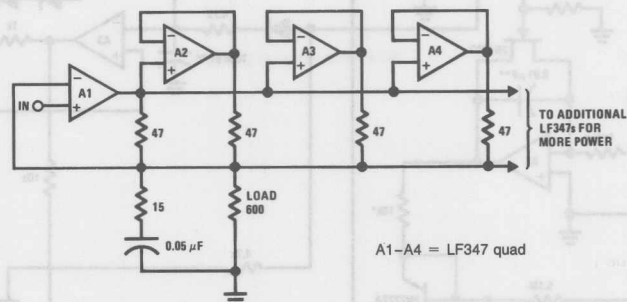 A2
A3
A4
A1
IN
47
47
47
47
TO ADDITIONAL
LF347s FOR
MORE POWER
15
LOAD
600
0.05 µF
A1–A4 = LF347 quad